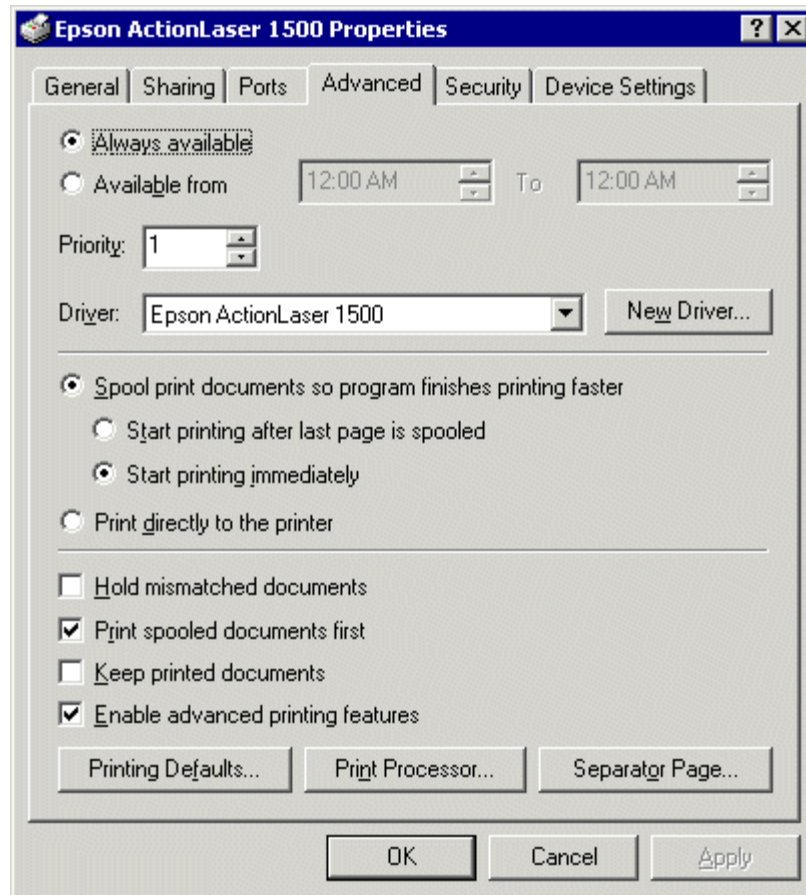 Epson ActionLaser 1500 Properties
General Sharing Ports Advanced Security Device Settings
Always available
Available from 12:00 AM To 12:00 AM
Priority: 1
Driver: Epson ActionLaser 1500 New Driver...
Spool print documents so program finishes printing faster
Start printing after last page is spooled
Start printing immediately
Print directly to the printer
Hold mismatched documents
Print spooled documents first
Keep printed documents
Enable advanced printing features
Printing Defaults... Print Processor... Separator Page...
OK Cancel Apply